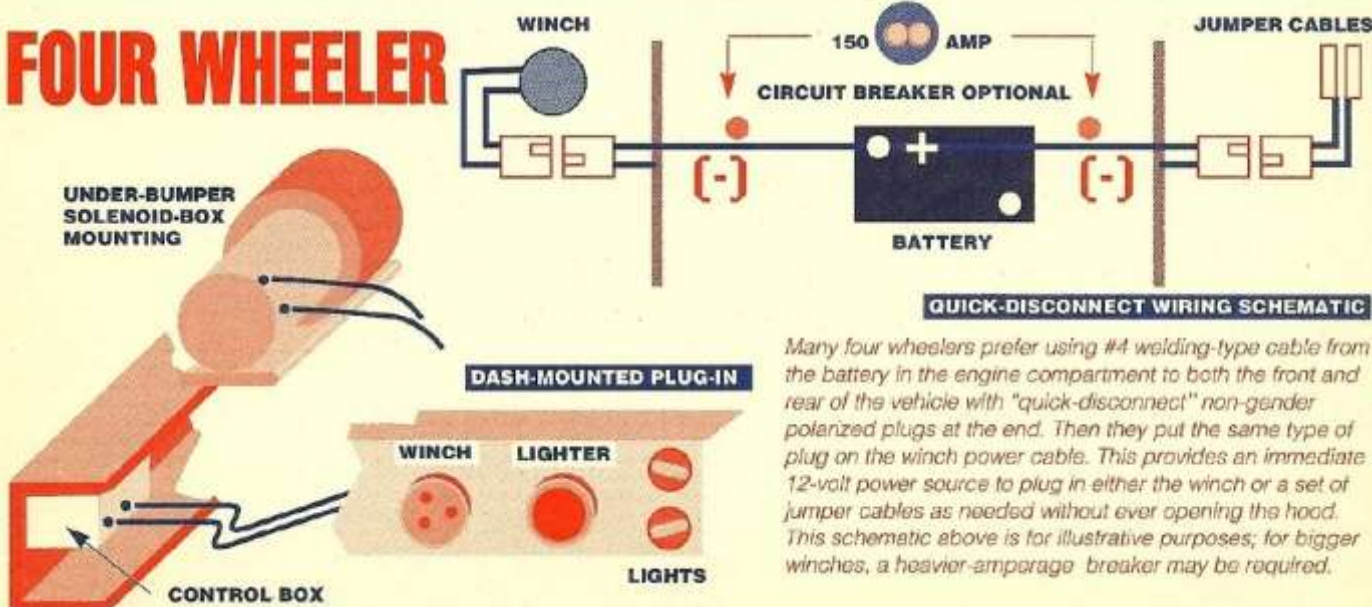 FOUR WHEELER
WINCH
150 AMP
JUMPER CABLES
CIRCUIT BREAKER OPTIONAL
(-)
+
(-)
BATTERY
UNDER-BUMPER
SOLENOID-BOX
MOUNTING
QUICK-DISCONNECT WIRING SCHEMATIC
DASH-MOUNTED PLUG-IN
WINCH
LIGHTER
LIGHTS
CONTROL BOX
Many four wheelers prefer using #4 welding-type cable from
the battery in the engine compartment to both the front and
rear of the vehicle with "quick-disconnect" non-gender
polarized plugs at the end. Then they put the same type of
plug on the winch power cable. This provides an immediate
12-volt power source to plug in either the winch or a set of
jumper cables as needed without ever opening the hood.
This schematic above is for illustrative purposes; for bigger
winches, a heavier-amperage breaker may be required.